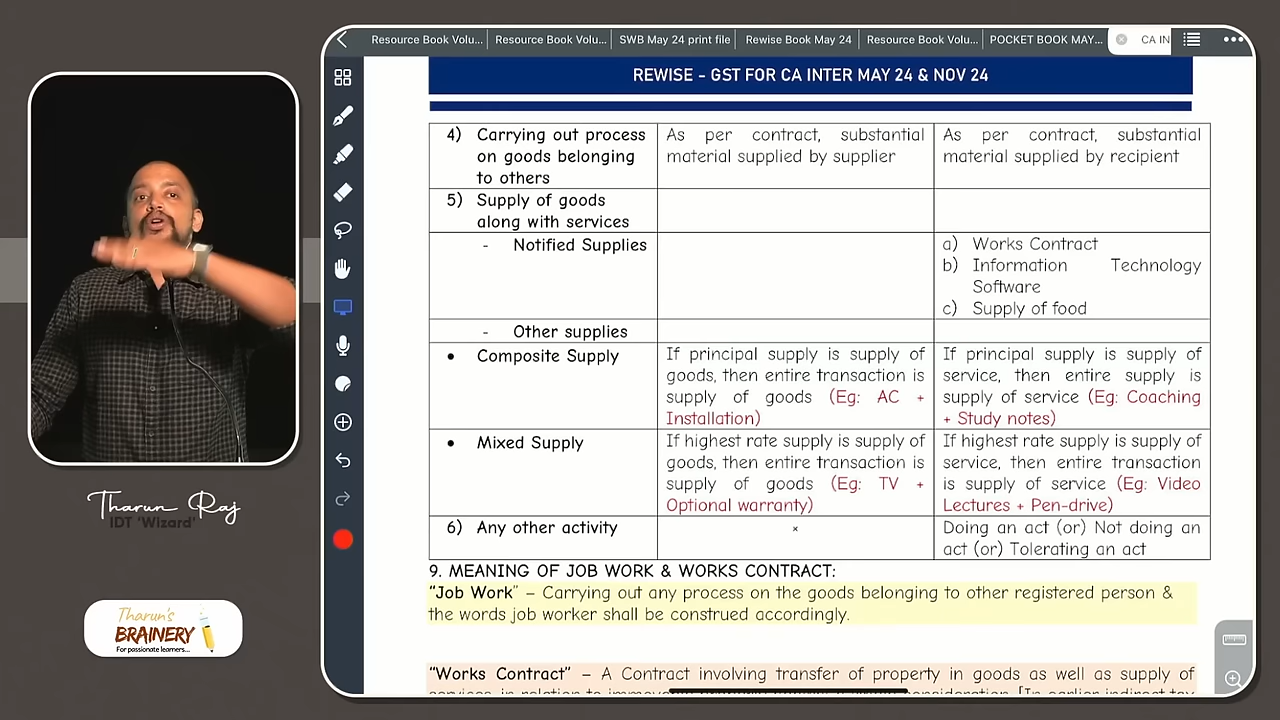 Resource Book Volu... Resource Book Volu... SWB May 24 print file Rewise Book May 24 Resource Book Volu... POCKET BOOK MAY... CA IN
REWISE – GST FOR CA INTER MAY 24 & NOV 24
4) Carrying out process on goods belonging to others
As per contract, substantial material supplied by supplier
As per contract, substantial material supplied by recipient
5) Supply of goods along with services
- Notified Supplies
a) Works Contract
b) Information Technology Software
c) Supply of food
- Other supplies
• Composite Supply
If principal supply is supply of goods, then entire transaction is supply of goods (Eg: AC + Installation)
If principal supply is supply of service, then entire supply is supply of service (Eg: Coaching + Study notes)
• Mixed Supply
If highest rate supply is supply of goods, then entire transaction is supply of goods (Eg: TV + Optional warranty)
If highest rate supply is supply of service, then entire transaction is supply of service (Eg: Video Lectures + Pen-drive)
6) Any other activity
×
Doing an act (or) Not doing an act (or) Tolerating an act
9. MEANING OF JOB WORK & WORKS CONTRACT:
"Job Work" – Carrying out any process on the goods belonging to other registered person &
the words job worker shall be construed accordingly.
"Works Contract" – A Contract involving transfer of property in goods as well as supply of
Tharun Raj
IDT 'Wizard'
Tharun's
BRAINERY
For passionate learners...